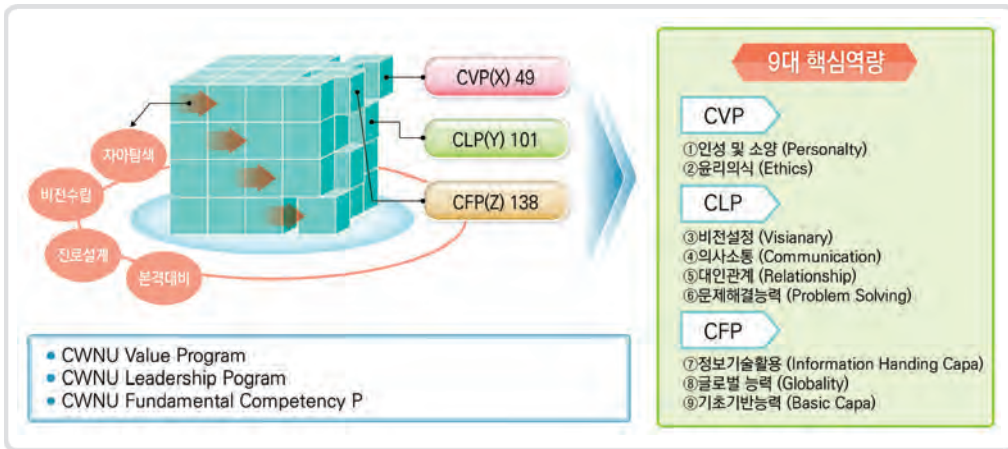 CVP(X) 49
CLP(Y) 101
CFP(Z) 138
자아탐색
비전수립
진로설계
본격대비
• CWNU Value Program
• CWNU Leadership Pogram
• CWNU Fundamental Competency P
9대 핵심역량
CVP
①인성 및 소양 (Personalty)
②윤리의식 (Ethics)
CLP
③비전설정 (Visianary)
④의사소통 (Communication)
⑤대인관계 (Relationship)
⑥문제해결능력 (Problem Solving)
CFP
⑦정보기술활용 (Information Handing Capa)
⑧글로벌 능력 (Globality)
⑨기초기반능력 (Basic Capa)